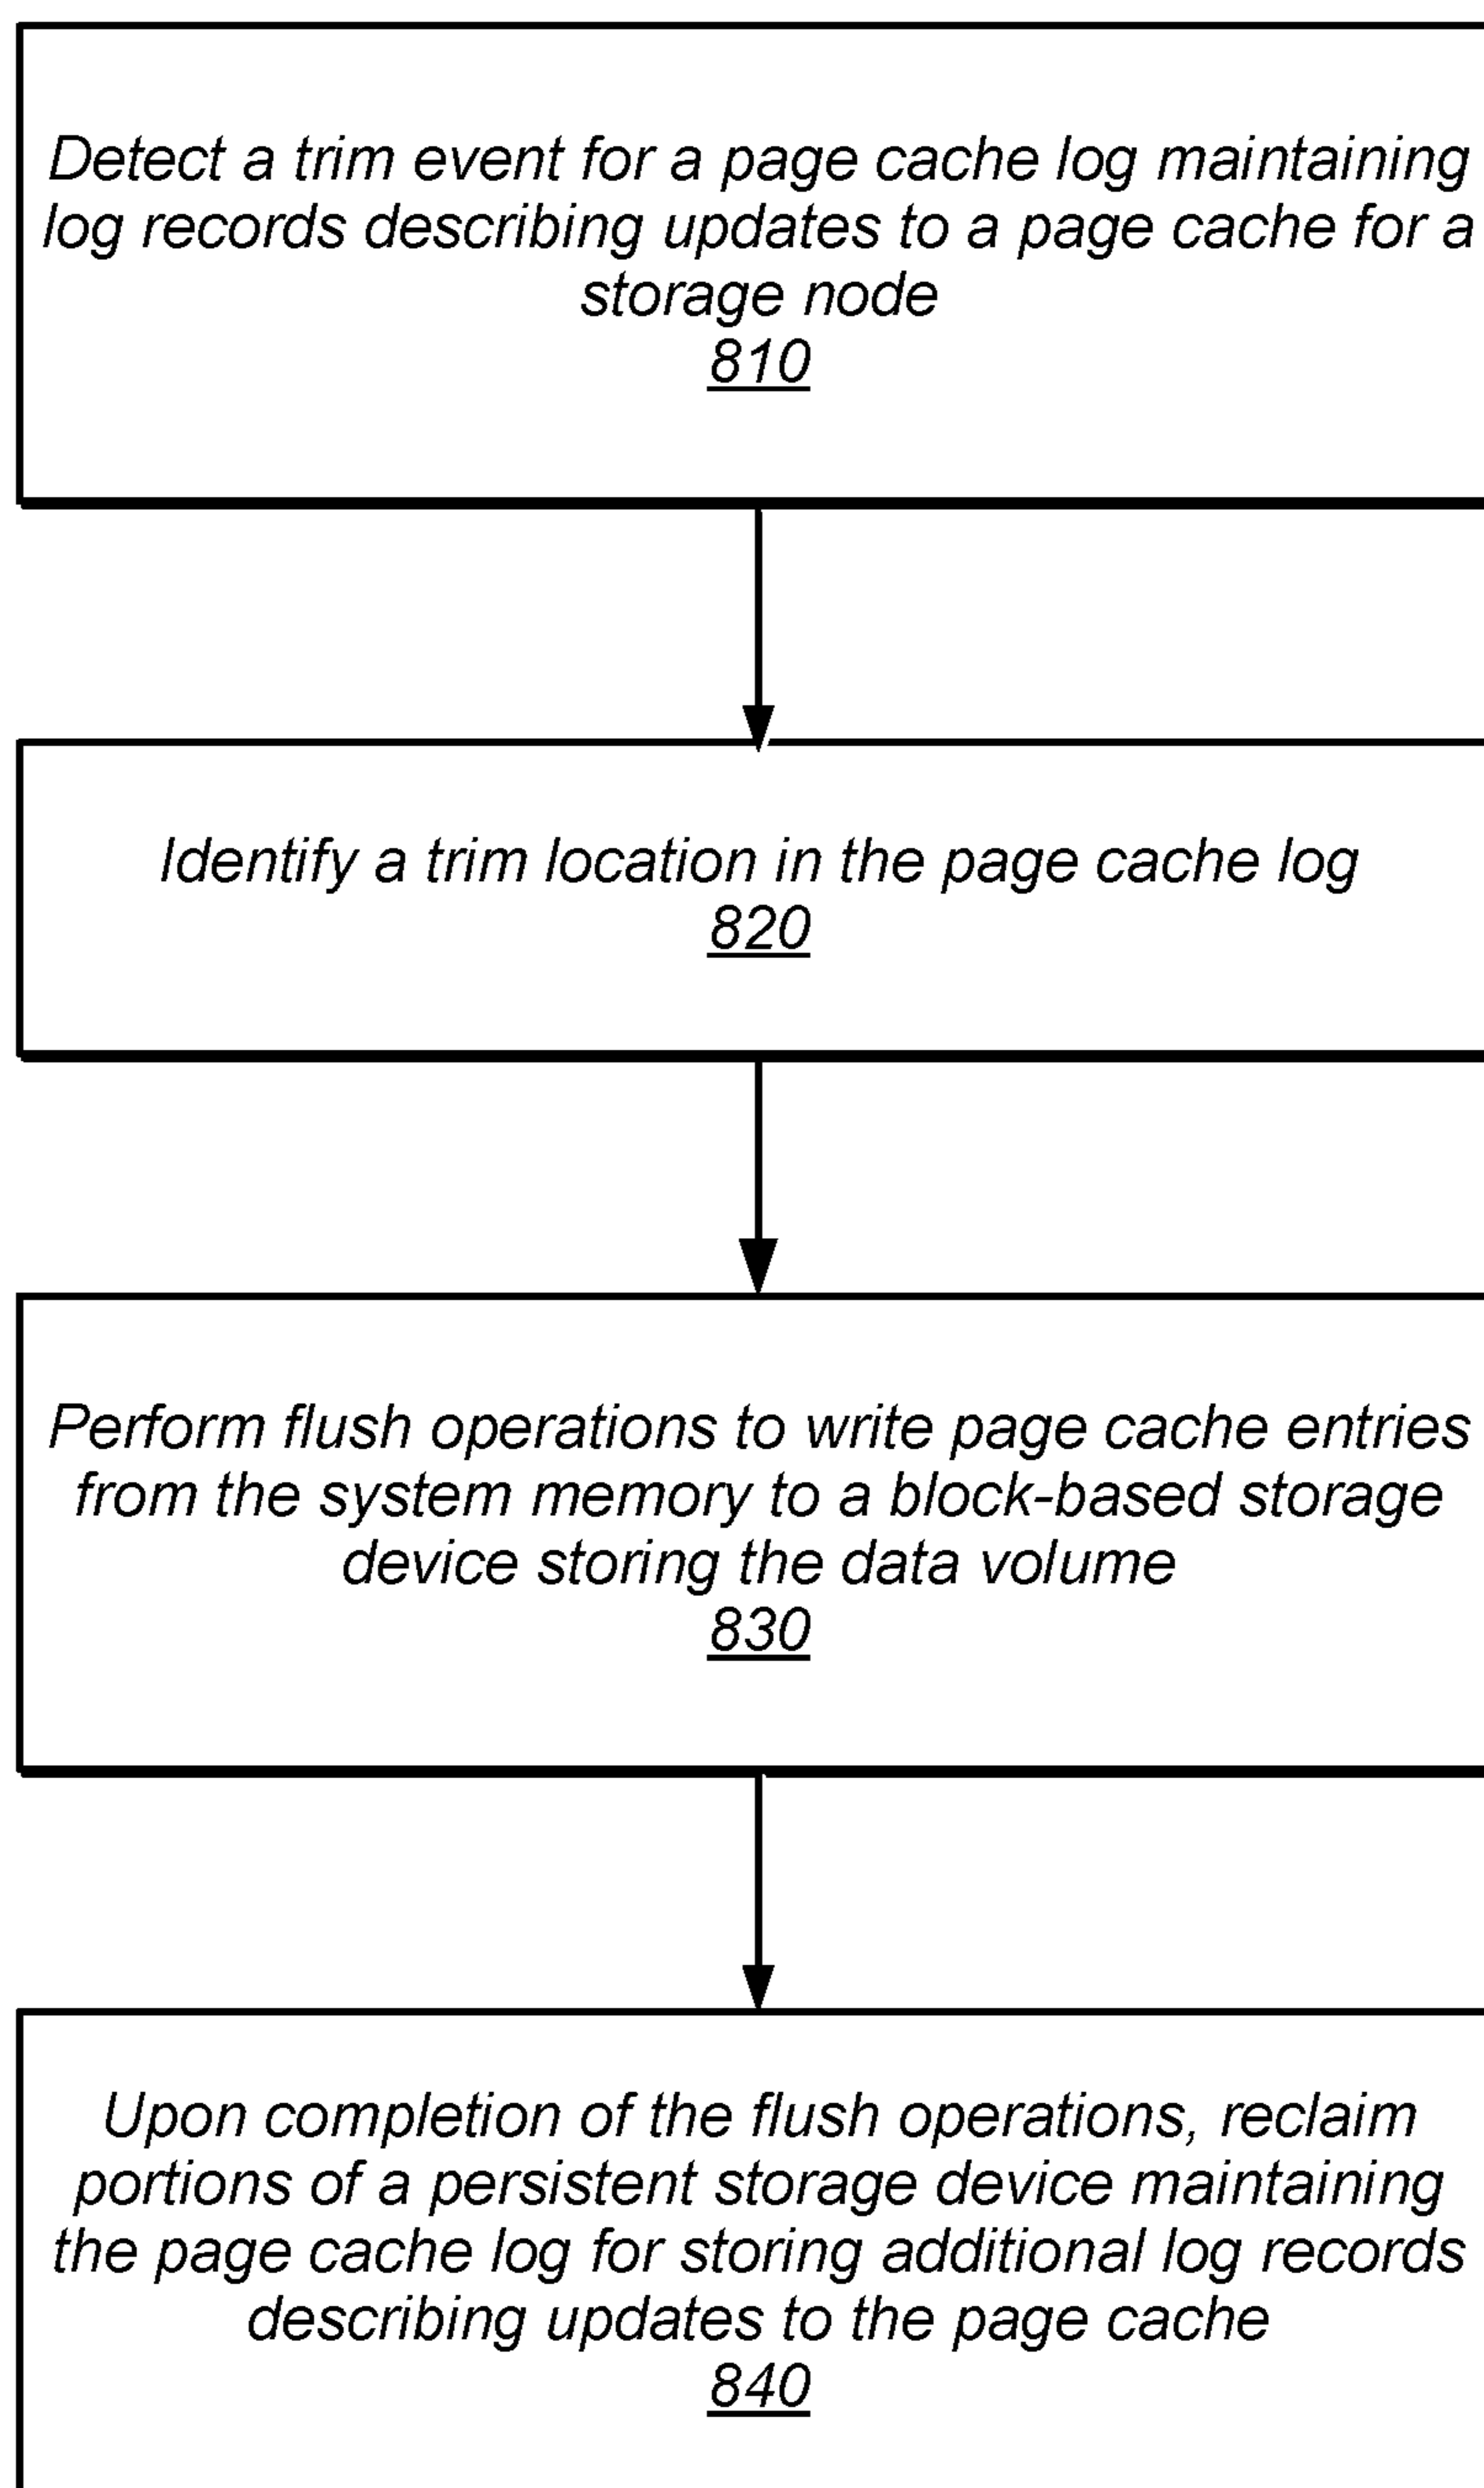 Detect a trim event for a page cache log maintaining
log records describing updates to a page cache for a
storage node
810
Identify a trim location in the page cache log
820
Perform flush operations to write page cache entries
from the system memory to a block-based storage
device storing the data volume
830
Upon completion of the flush operations, reclaim
portions of a persistent storage device maintaining
the page cache log for storing additional log records
describing updates to the page cache
840